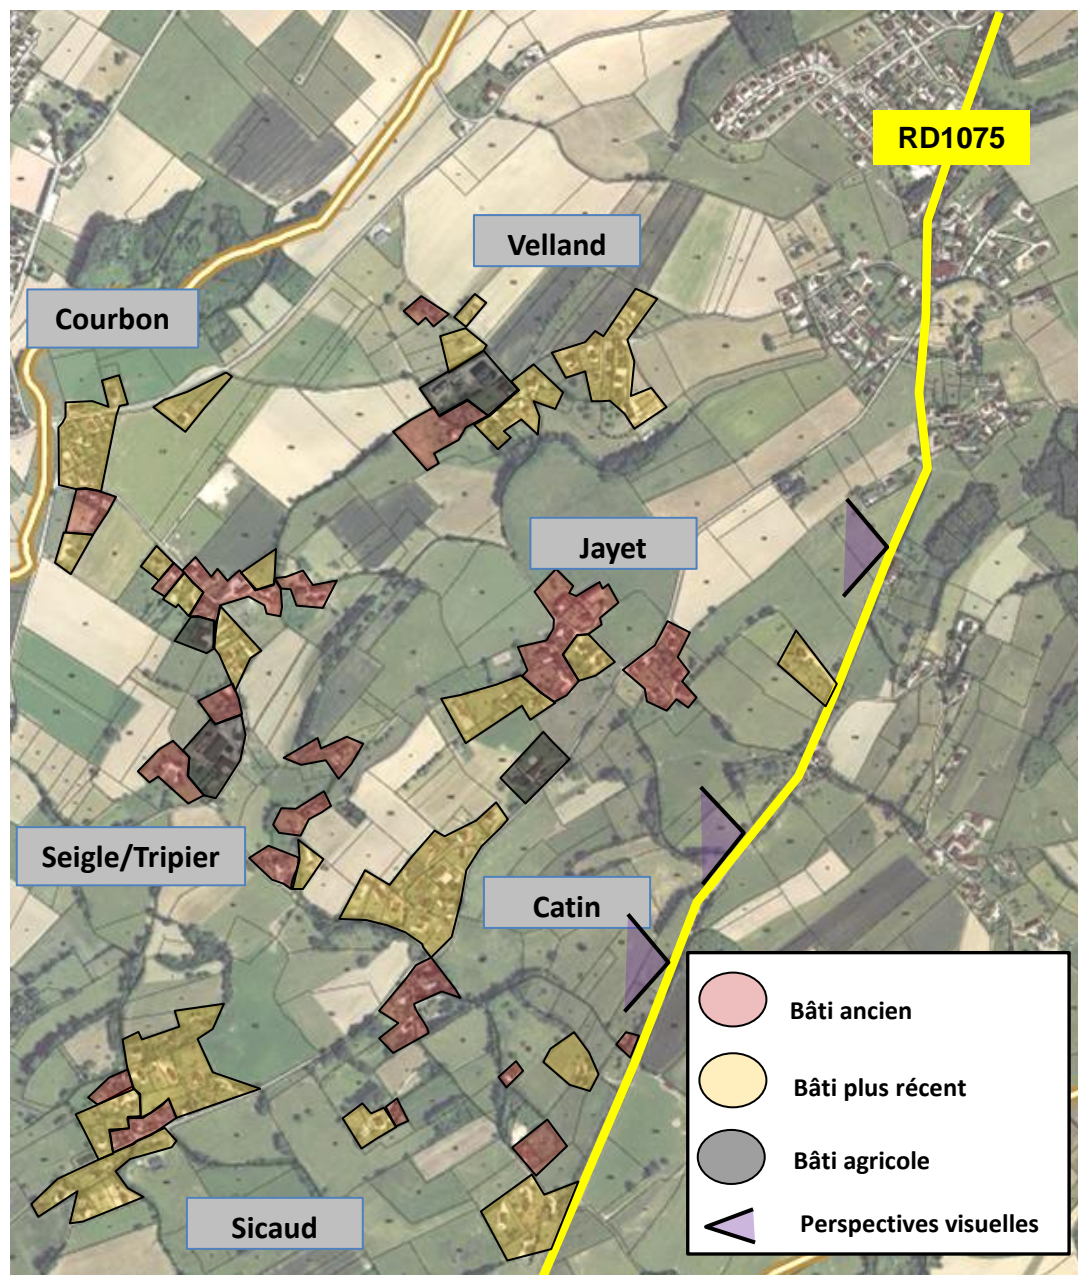 RD1075
Velland
Courbon
Jayet
Seigle/Tripier
Catin
Sicaud
Bâti ancien
Bâti plus récent
Bâti agricole
Perspectives visuelles